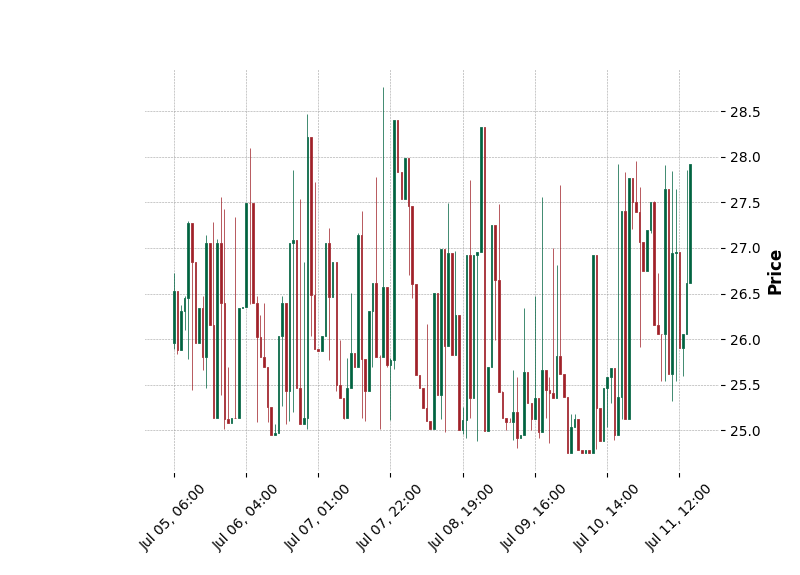 28.5
28.0
27.5
27.0
26.5
26.0
25.5
25.0
Price
Jul 05, 06:00
Jul 06, 04:00
Jul 07, 01:00
Jul 07, 22:00
Jul 08, 19:00
Jul 09, 16:00
Jul 10, 14:00
Jul 11, 12:00